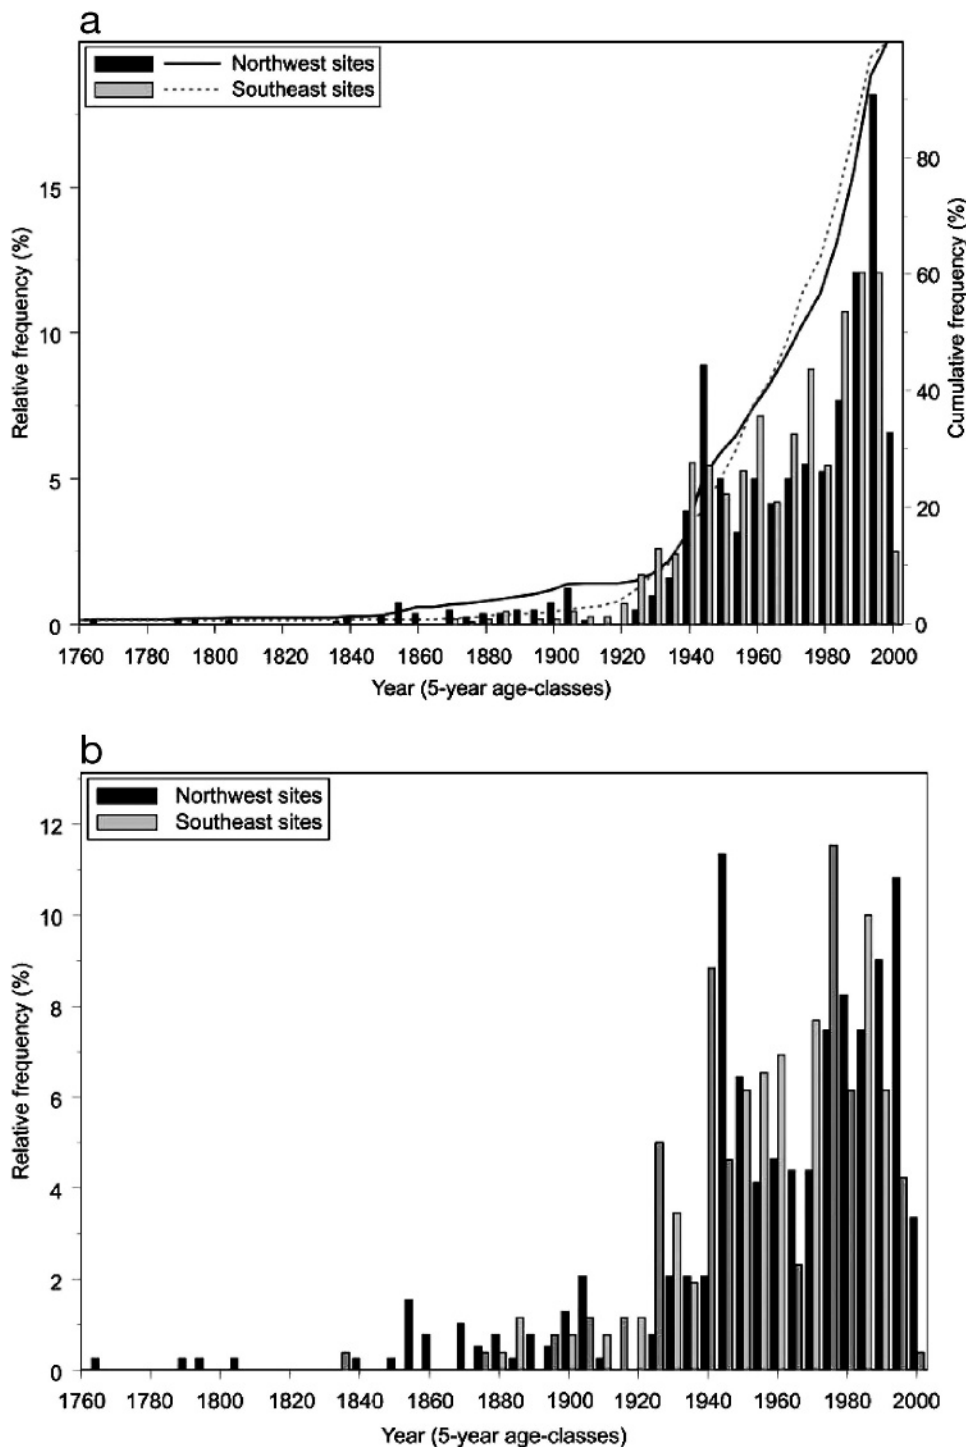 a
Northwest sites
Southeast sites
15
10
5
0
Relative frequency (%)
80
60
40
20
0
Cumulative frequency (%)
1760 1780 1800 1820 1840 1860 1880 1900 1920 1940 1960 1980 2000
Year (5-year age-classes)
b
Northwest sites
Southeast sites
12
10
8
6
4
2
0
Relative frequency (%)
1760 1780 1800 1820 1840 1860 1880 1900 1920 1940 1960 1980 2000
Year (5-year age-classes)